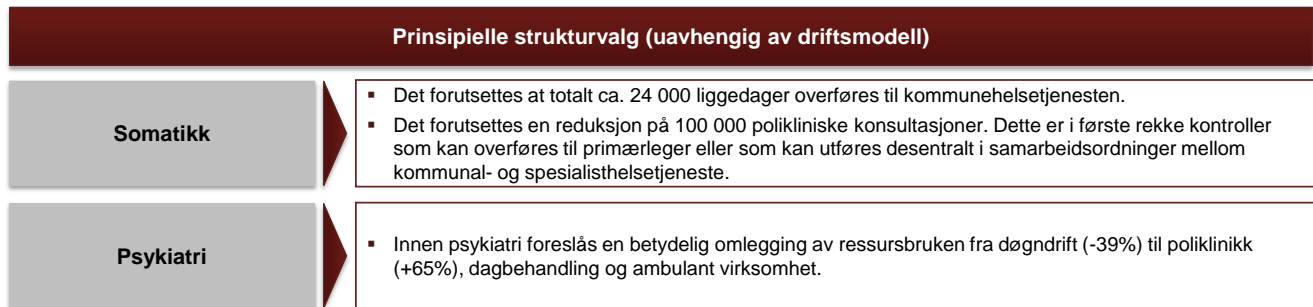 Prinsipielle strukturvalg (uavhengig av driftsmodell)
Somatikk
▪ Det forutsettes at totalt ca. 24 000 liggedager overføres til kommunehelsetjenesten.
▪ Det forutsettes en reduksjon på 100 000 polikliniske konsultasjoner. Dette er i første rekke kontroller
som kan overføres til primærleger eller som kan utføres desentralt i samarbeidsordninger mellom
kommunal- og spesialisthelsetjeneste.
Psykiatri
▪ Innen psykiatri foreslås en betydelig omlegging av ressursbruken fra døgndrift (-39%) til poliklinikk
(+65%), dagbehandling og ambulant virksomhet.